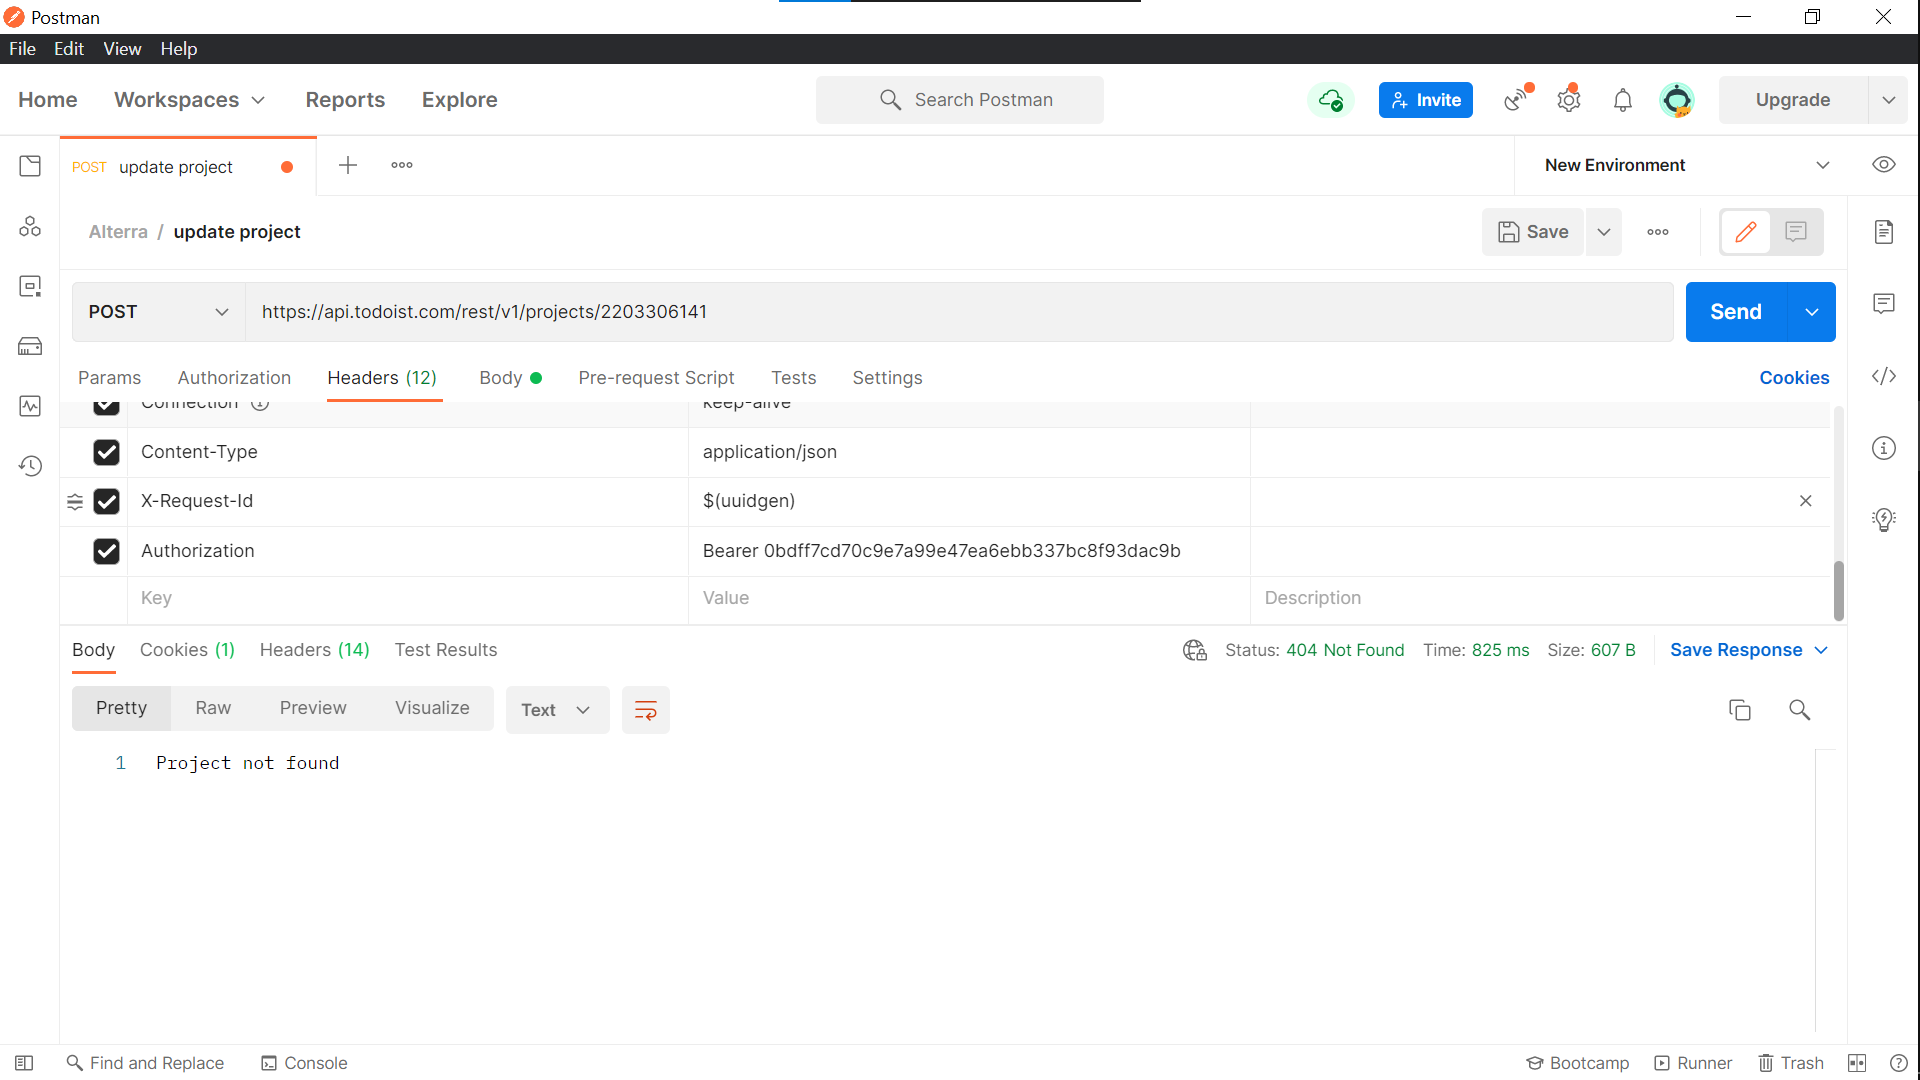 Postman
File Edit View Help
Home Workspaces Reports Explore Search Postman Invite Upgrade
POST update project New Environment
Alterra / update project Save
POST https://api.todoist.com/rest/v1/projects/2203306141 Send
Params Authorization Headers (12) Body Pre-request Script Tests Settings Cookies
Connection keep-alive
Content-Type application/json
X-Request-Id $(uuidgen)
Authorization Bearer 0bdff7cd70c9e7a99e47ea6ebb337bc8f93dac9b
Key Value Description
Body Cookies (1) Headers (14) Test Results Status: 404 Not Found Time: 825 ms Size: 607 B Save Response
Pretty Raw Preview Visualize Text
1 Project not found
Find and Replace Console Bootcamp Runner Trash